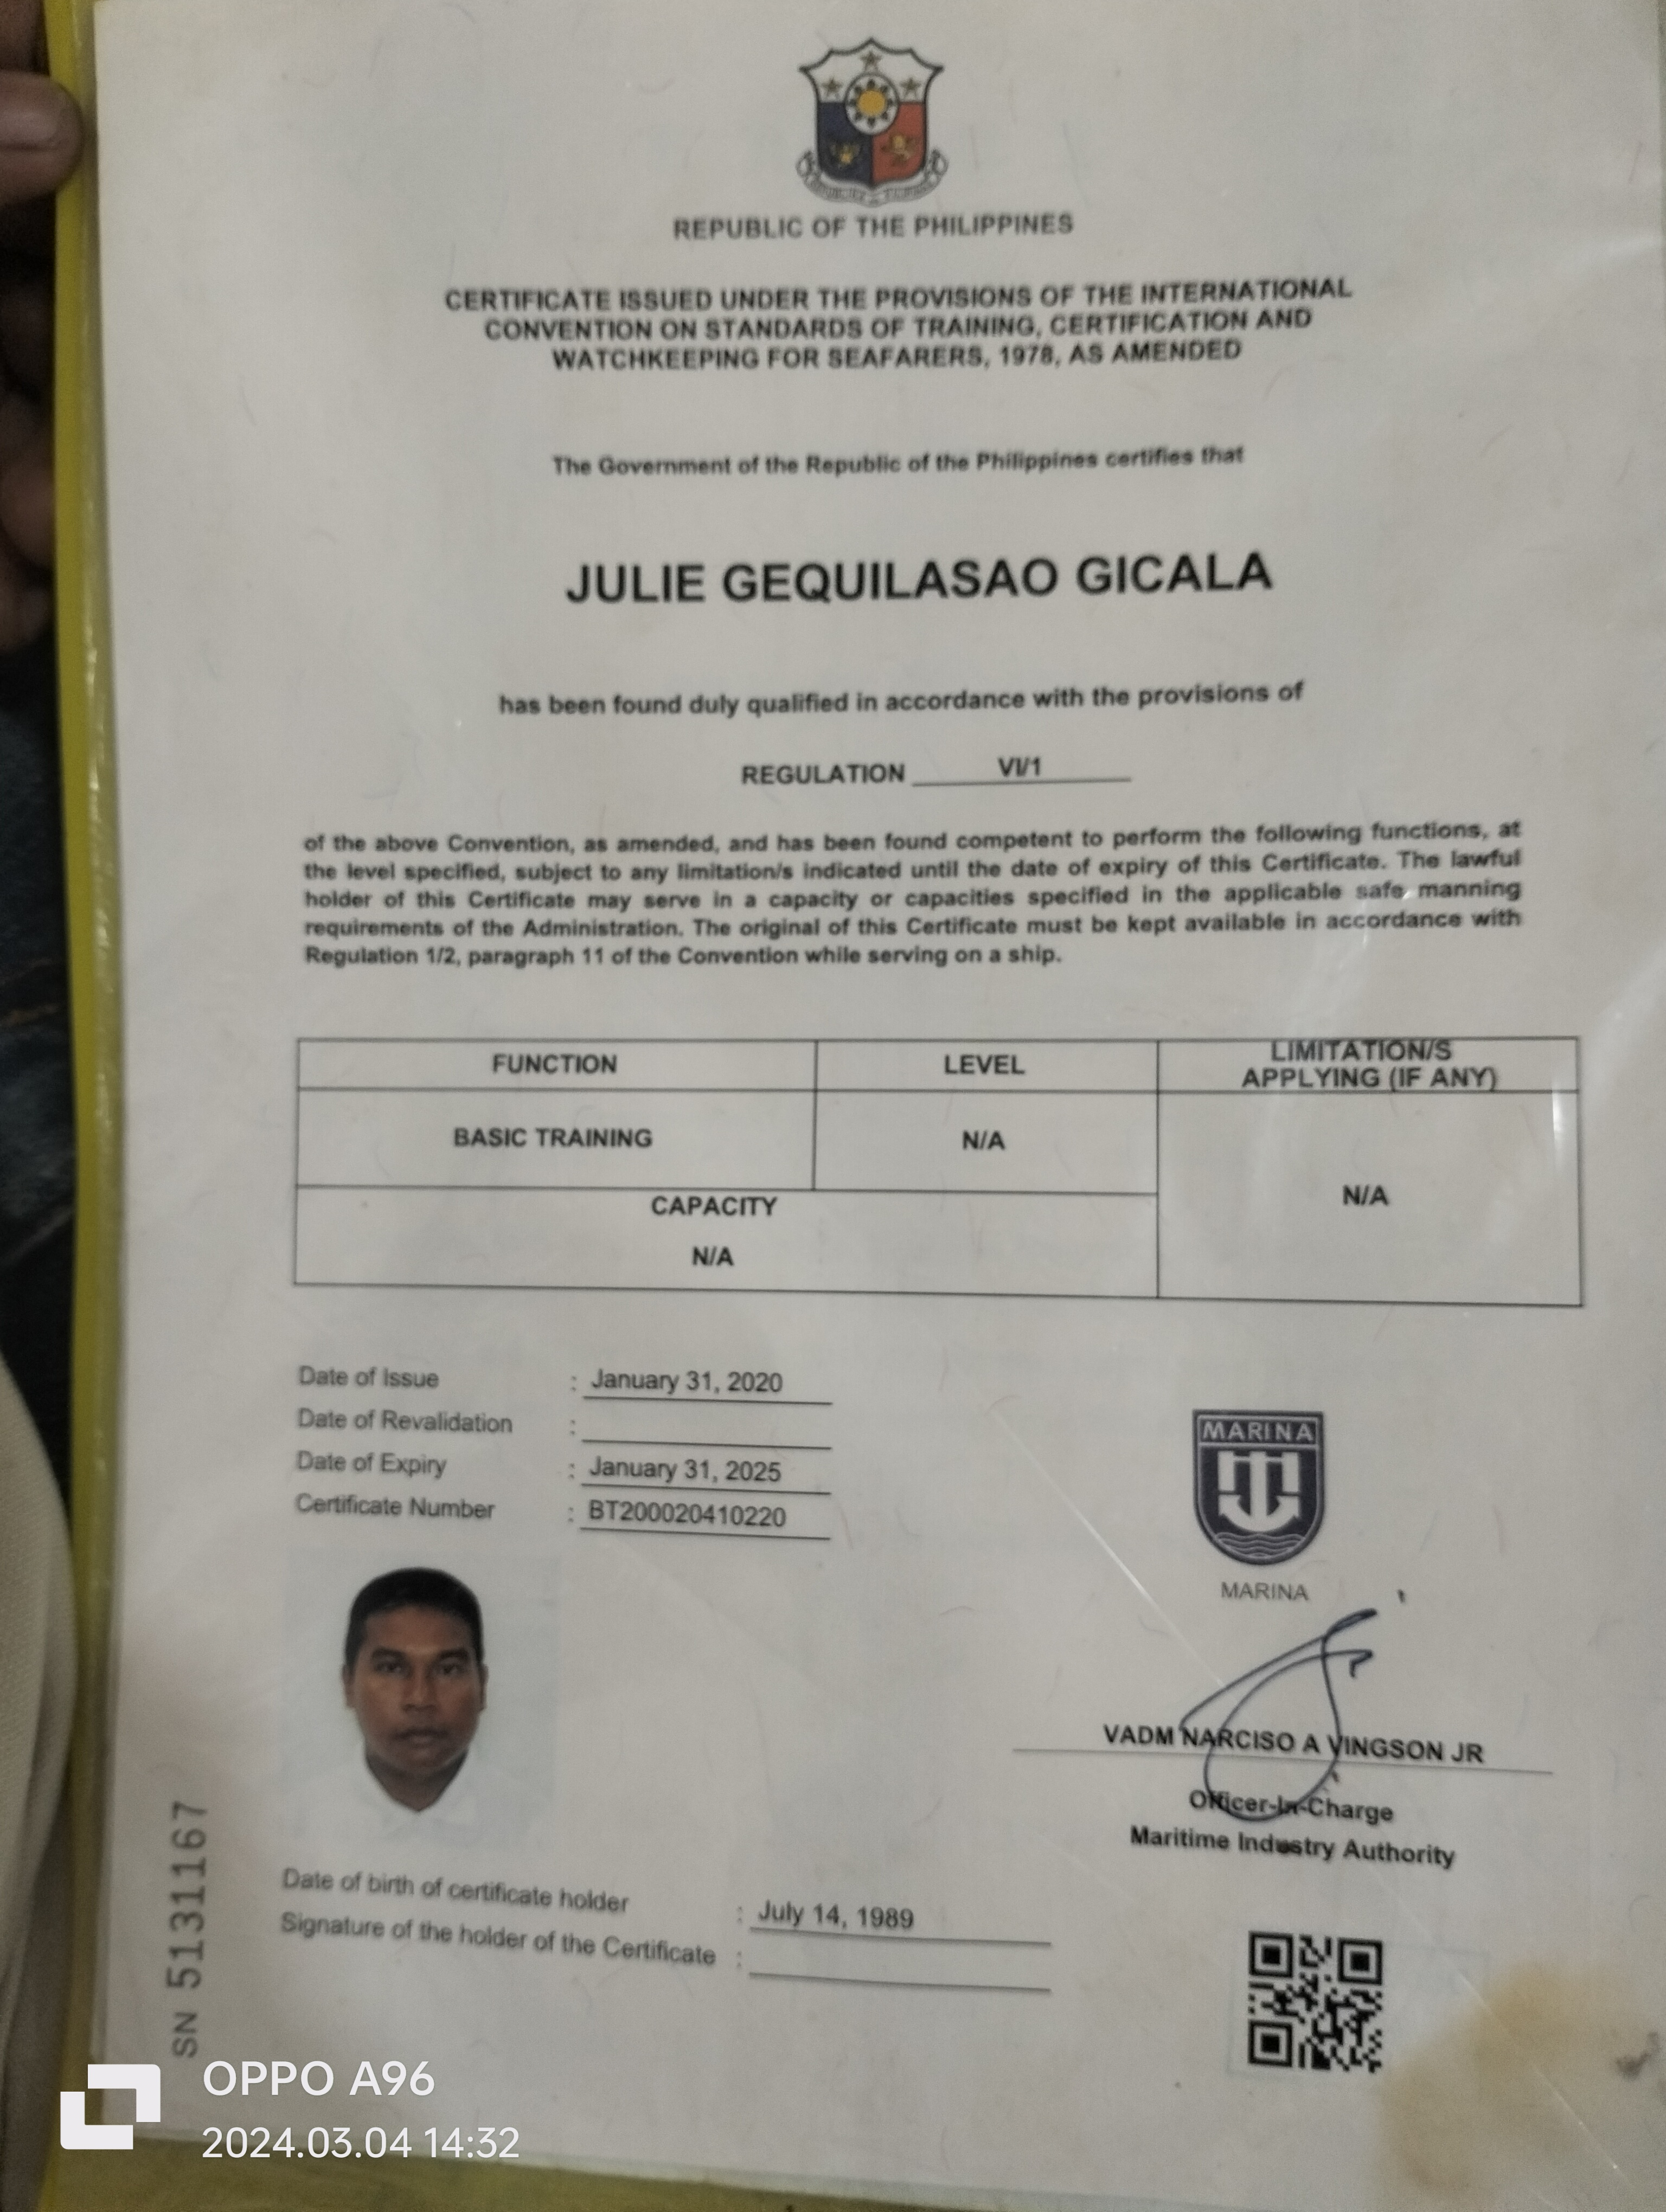 REPUBLIC OF THE PHILIPPINES
CERTIFICATE ISSUED UNDER THE PROVISIONS OF THE INTERNATIONAL
CONVENTION ON STANDARDS OF TRAINING, CERTIFICATION AND
WATCHKEEPING FOR SEAFARERS, 1978, AS AMENDED
The Government of the Republic of the Philippines certifies that
JULIE GEQUILASAO GICALA
has been found duly qualified in accordance with the provisions of
REGULATION VI/1
of the above Convention, as amended, and has been found competent to perform the following functions, at
the level specified, subject to any limitation/s indicated until the date of expiry of this Certificate. The lawful
holder of this Certificate may serve in a capacity or capacities specified in the applicable safe manning
requirements of the Administration. The original of this Certificate must be kept available in accordance with
Regulation 1/2, paragraph 11 of the Convention while serving on a ship.
FUNCTION LEVEL LIMITATION/S
APPLYING (IF ANY)
BASIC TRAINING N/A
N/A
CAPACITY
N/A
Date of Issue : January 31, 2020
Date of Revalidation :
Date of Expiry : January 31, 2025
Certificate Number : BT200020410220
MARINA
MARINA
VADM NARCISO A VINGSON JR
Officer-In-Charge
Maritime Industry Authority
Date of birth of certificate holder : July 14, 1989
Signature of the holder of the Certificate :
SN 5131167
OPPO A96
2024.03.04 14:32